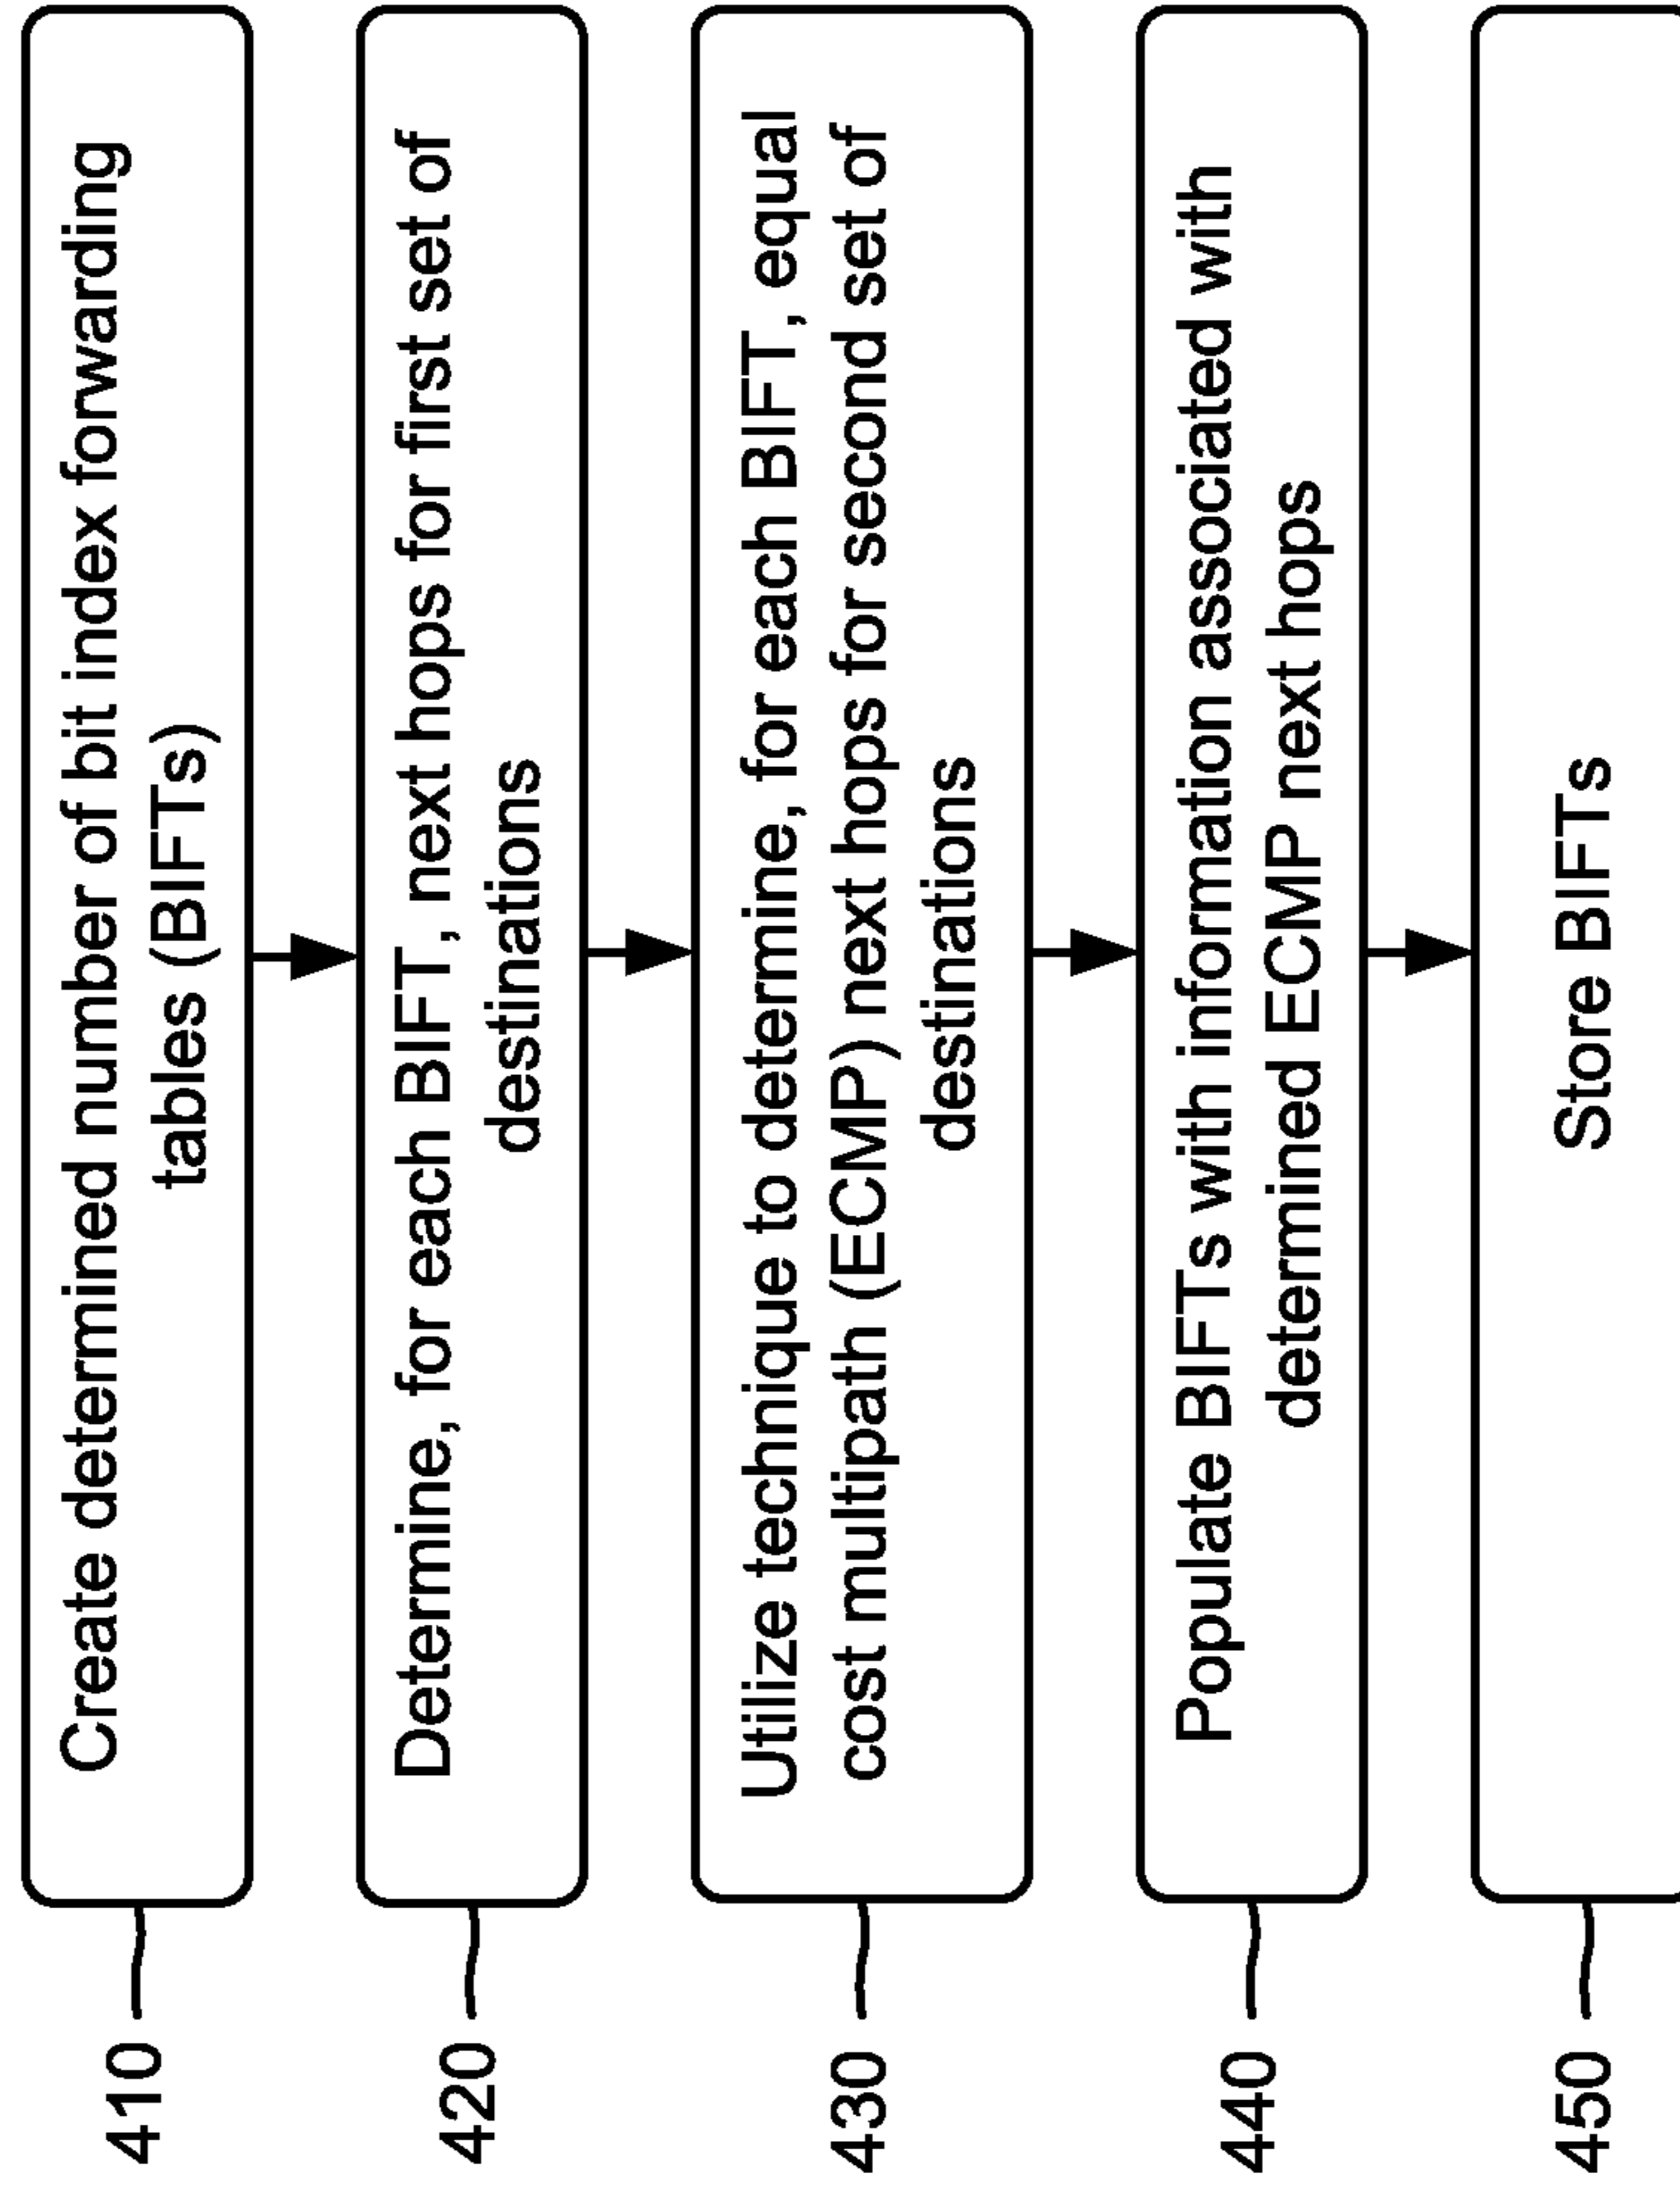 410
Create determined number of bit index forwarding
tables (BIFTs)
420
Determine, for each BIFT, next hops for first set of
destinations
430
Utilize technique to determine, for each BIFT, equal
cost multipath (ECMP) next hops for second set of
destinations
440
Populate BIFTs with information associated with
determined ECMP next hops
450
Store BIFTs